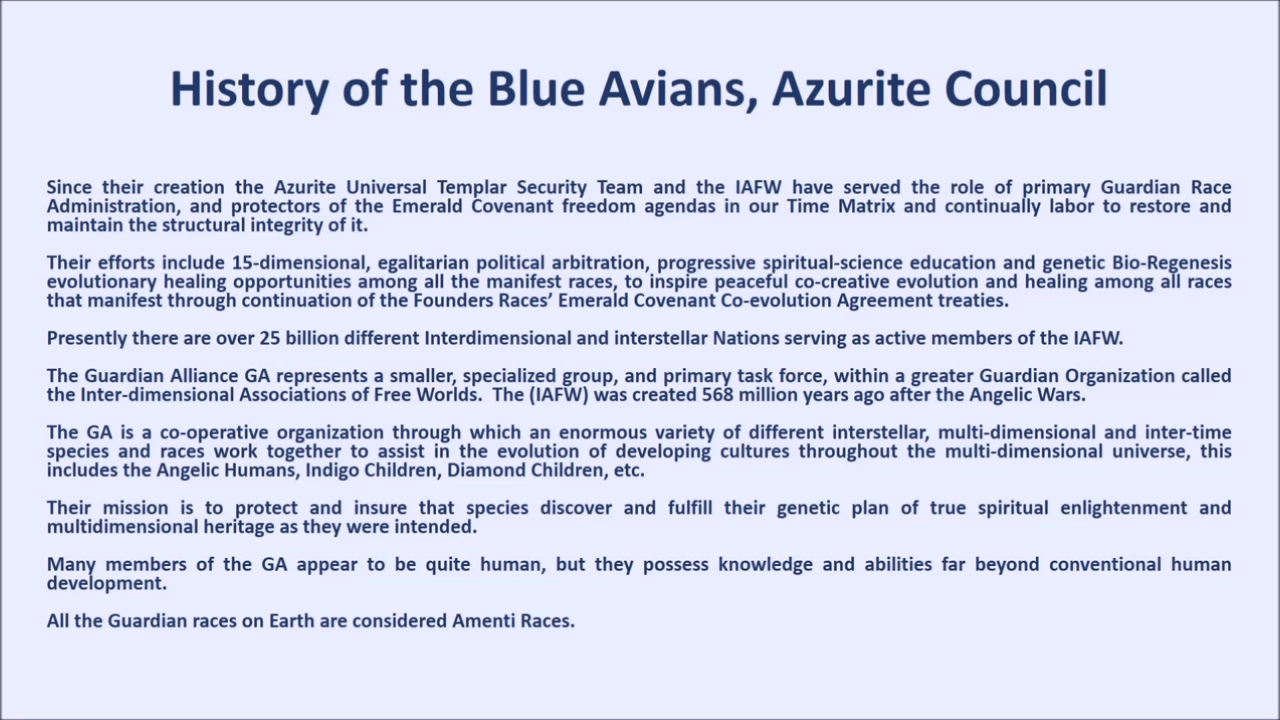 History of the Blue Avians, Azurite Council
Since their creation the Azurite Universal Templar Security Team and the IAFW have served the role of primary Guardian Race
Administration, and protectors of the Emerald Covenant freedom agendas in our Time Matrix and continually labor to restore and
maintain the structural integrity of it.
Their efforts include 15-dimensional, egalitarian political arbitration, progressive spiritual-science education and genetic Bio-Regenesis
evolutionary healing opportunities among all the manifest races, to inspire peaceful co-creative evolution and healing among all races
that manifest through continuation of the Founders Races’ Emerald Covenant Co-evolution Agreement treaties.
Presently there are over 25 billion different Interdimensional and interstellar Nations serving as active members of the IAFW.
The Guardian Alliance GA represents a smaller, specialized group, and primary task force, within a greater Guardian Organization called
the Inter-dimensional Associations of Free Worlds. The (IAFW) was created 568 million years ago after the Angelic Wars.
The GA is a co-operative organization through which an enormous variety of different interstellar, multi-dimensional and inter-time
species and races work together to assist in the evolution of developing cultures throughout the multi-dimensional universe, this
includes the Angelic Humans, Indigo Children, Diamond Children, etc.
Their mission is to protect and insure that species discover and fulfill their genetic plan of true spiritual enlightenment and
multidimensional heritage as they were intended.
Many members of the GA appear to be quite human, but they possess knowledge and abilities far beyond conventional human
development.
All the Guardian races on Earth are considered Amenti Races.